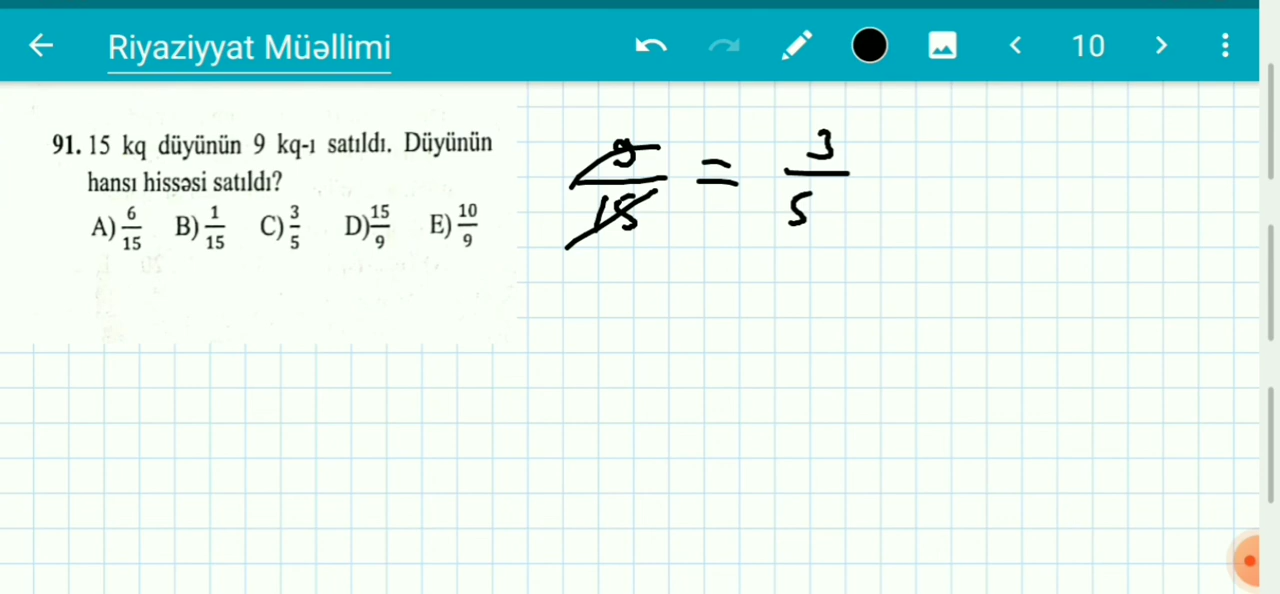 Riyaziyyat Müəllimi
10
91. 15 kq düyünün 9 kq-ı satıldı. Düyünün
hansı hissəsi satıldı?
A) 6/15 B) 1/15 C) 3/5 D) 15/9 E) 10/9
9/15 = 3/5